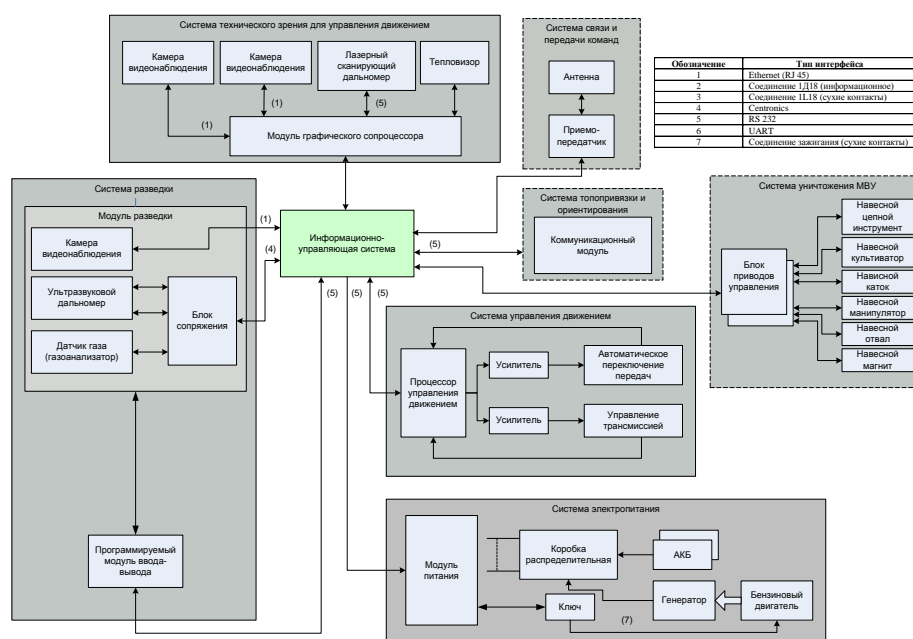 Система технического зрения для управления движением
Камера
видеонаблюдения
Камера
видеонаблюдения
Лазерный
сканирующий
дальномер
Тепловизор
(1)
(1)
(5)
Модуль графического сопроцессора
Система связи и
передачи команд
Антенна
Приемо-
передатчик
Обозначение Тип интерфейса
1 Ethernet (RJ 45)
2 Соединение 1Д18 (информационное)
3 Соединение 1L18 (сухие контакты)
4 Centronics
5 RS 232
6 UART
7 Соединение зажигания (сухие контакты)
Система разведки
Модуль разведки
Камера
видеонаблюдения
Ультразвуковой
дальномер
Датчик газа
(газоанализатор)
Блок
сопряжения
(1)
(4)
Информационно-
управляющая система
(5)
(5)
(5)
(5)
Система топопривязки и
ориентирования
Коммуникационный
модуль
Система уничтожения МВУ
Блок
приводов
управления
Навесной
цепной
инструмент
Навесной
культиватор
Нависной
каток
Навесной
манипулятор
Навесной
отвал
Навесной
магнит
Система управления движением
Процессор
управления
движением
Усилитель
Автоматическое
переключение
передач
Усилитель
Управление
трансмиссией
Программируемый
модуль ввода-
вывода
Система электропитания
Модуль
питания
Коробка
распределительная
АКБ
Ключ
Генератор
Бензиновый
двигатель
(7)